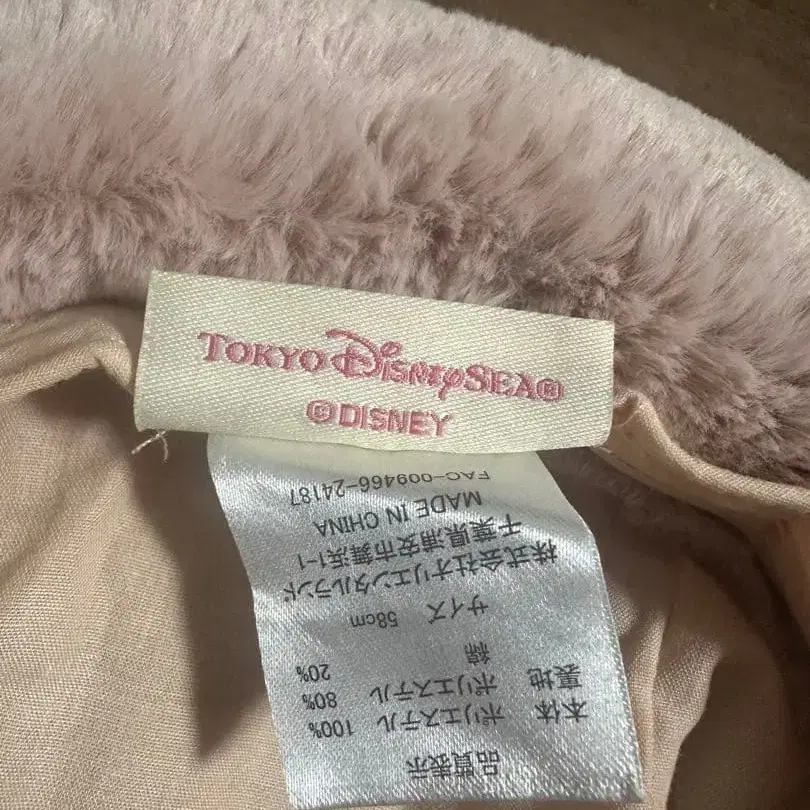 TOKYO DISNEYSEA®
© DISNEY
品質表示
本体 ポリエステル 100%
裏地 ポリエステル 80%
綿 20%
サイズ 58cm
株式会社オリエンタルランド
千葉県浦安市舞浜1-1
MADE IN CHINA
FAC-009466-24187